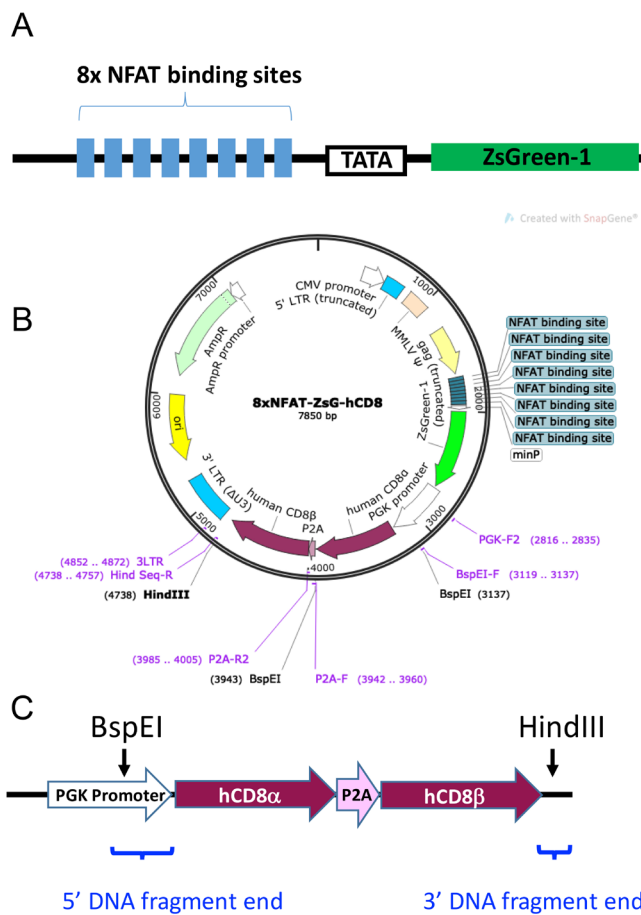 A
8x NFAT binding sites
TATA
ZsGreen-1
Created with SnapGene®
B
7000
1000
CMV promoter
5' LTR (truncated)
MMLV Ψ
gag (truncated)
AmpR
AmpR promoter
NFAT binding site
NFAT binding site
NFAT binding site
NFAT binding site
NFAT binding site
NFAT binding site
NFAT binding site
NFAT binding site
minP
2000
ZsGreen-1
8xNFAT-ZsG-hCD8
7850 bp
6000
ori
3' LTR (ΔU3)
human CD8β
P2A
human CD8α
PGK promoter
5000
4000
3000
PGK-F2 (2816 .. 2835)
(4852 .. 4872) 3LTR
(4738 .. 4757) Hind Seq-R
(4738) HindIII
BspEI-F (3119 .. 3137)
BspEI (3137)
(3985 .. 4005) P2A-R2
(3943) BspEI
P2A-F (3942 .. 3960)
C
BspEI
HindIII
PGK Promoter
hCD8α
P2A
hCD8β
5' DNA fragment end
3' DNA fragment end